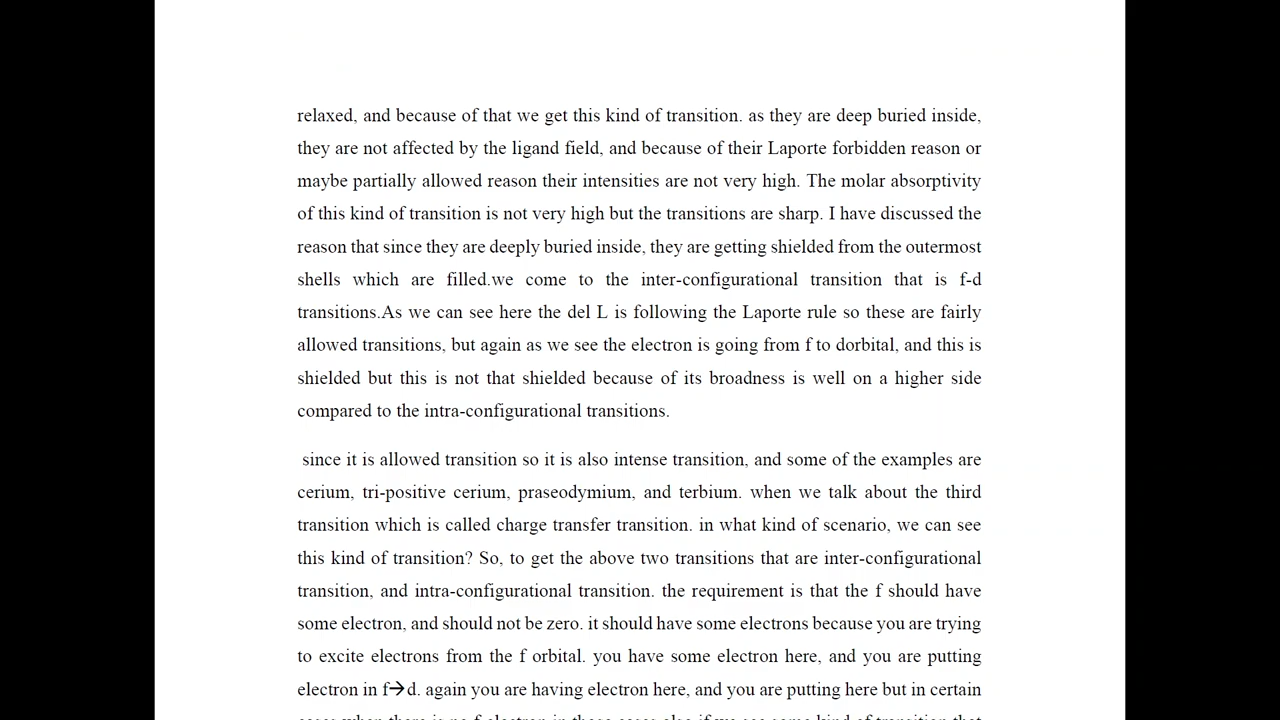 relaxed, and because of that we get this kind of transition. as they are deep buried inside,
they are not affected by the ligand field, and because of their Laporte forbidden reason or
maybe partially allowed reason their intensities are not very high. The molar absorptivity
of this kind of transition is not very high but the transitions are sharp. I have discussed the
reason that since they are deeply buried inside, they are getting shielded from the outermost
shells which are filled.we come to the inter-configurational transition that is f-d
transitions.As we can see here the del L is following the Laporte rule so these are fairly
allowed transitions, but again as we see the electron is going from f to dorbital, and this is
shielded but this is not that shielded because of its broadness is well on a higher side
compared to the intra-configurational transitions.
since it is allowed transition so it is also intense transition, and some of the examples are
cerium, tri-positive cerium, praseodymium, and terbium. when we talk about the third
transition which is called charge transfer transition. in what kind of scenario, we can see
this kind of transition? So, to get the above two transitions that are inter-configurational
transition, and intra-configurational transition. the requirement is that the f should have
some electron, and should not be zero. it should have some electrons because you are trying
to excite electrons from the f orbital. you have some electron here, and you are putting
electron in f→d. again you are having electron here, and you are putting here but in certain